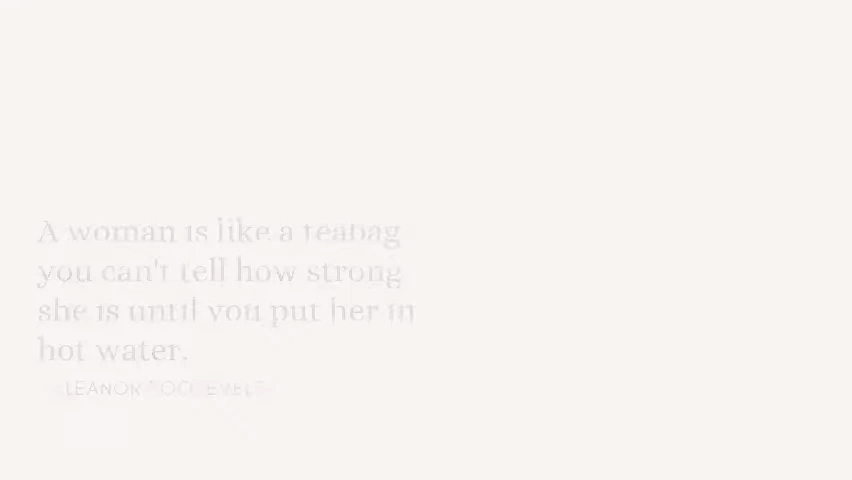 A woman is like a teabag
you can't tell how strong
she is until you put her in
hot water.
ELEANOR ROOSEVELT